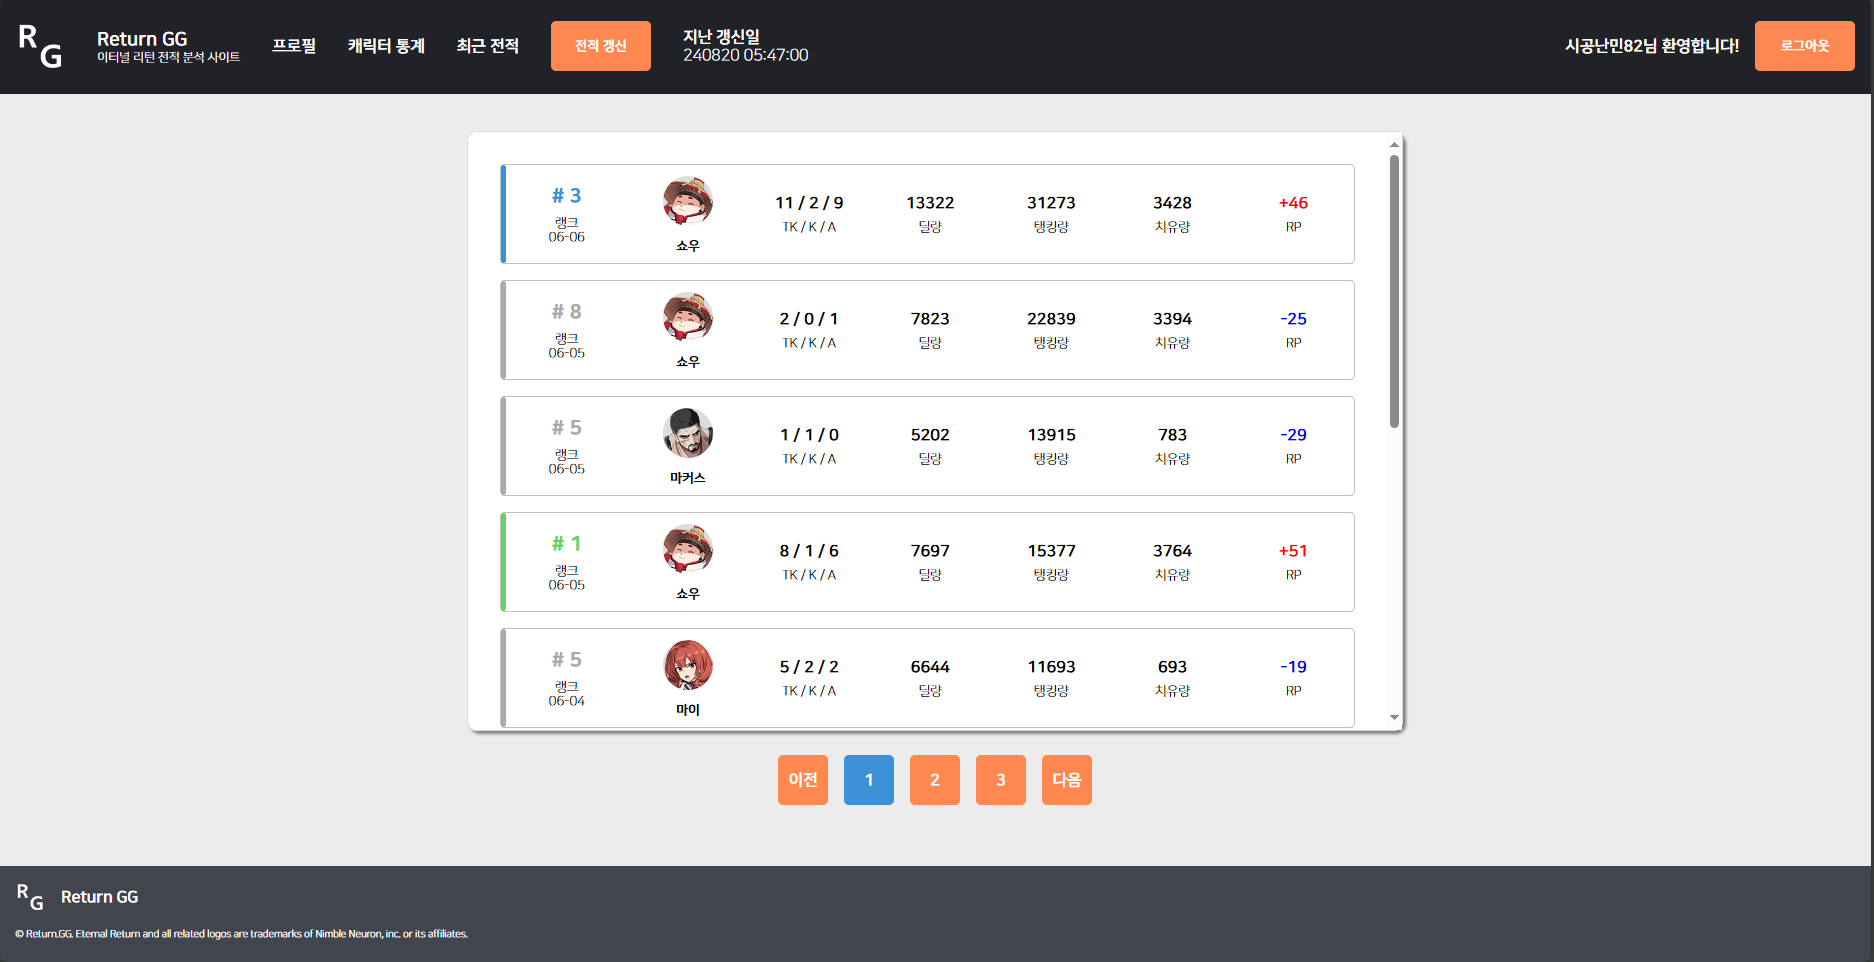 R G
Return GG
이터널 리턴 전적 분석 사이트
프로필
캐릭터 통계
최근 전적
전적 갱신
지난 갱신일
240820 05:47:00
시공난민82님 환영합니다!
로그아웃
# 3
랭크
06-06
쇼우
11 / 2 / 9
TK / K / A
13322
딜량
31273
탱킹량
3428
치유량
+46
RP
# 8
랭크
06-05
쇼우
2 / 0 / 1
TK / K / A
7823
딜량
22839
탱킹량
3394
치유량
-25
RP
# 5
랭크
06-05
마커스
1 / 1 / 0
TK / K / A
5202
딜량
13915
탱킹량
783
치유량
-29
RP
# 1
랭크
06-05
쇼우
8 / 1 / 6
TK / K / A
7697
딜량
15377
탱킹량
3764
치유량
+51
RP
# 5
랭크
06-04
마이
5 / 2 / 2
TK / K / A
6644
딜량
11693
탱킹량
693
치유량
-19
RP
이전
1
2
3
다음
R G
Return GG
© Return.GG. Eternal Return and all related logos are trademarks of Nimble Neuron, inc. or its affiliates.